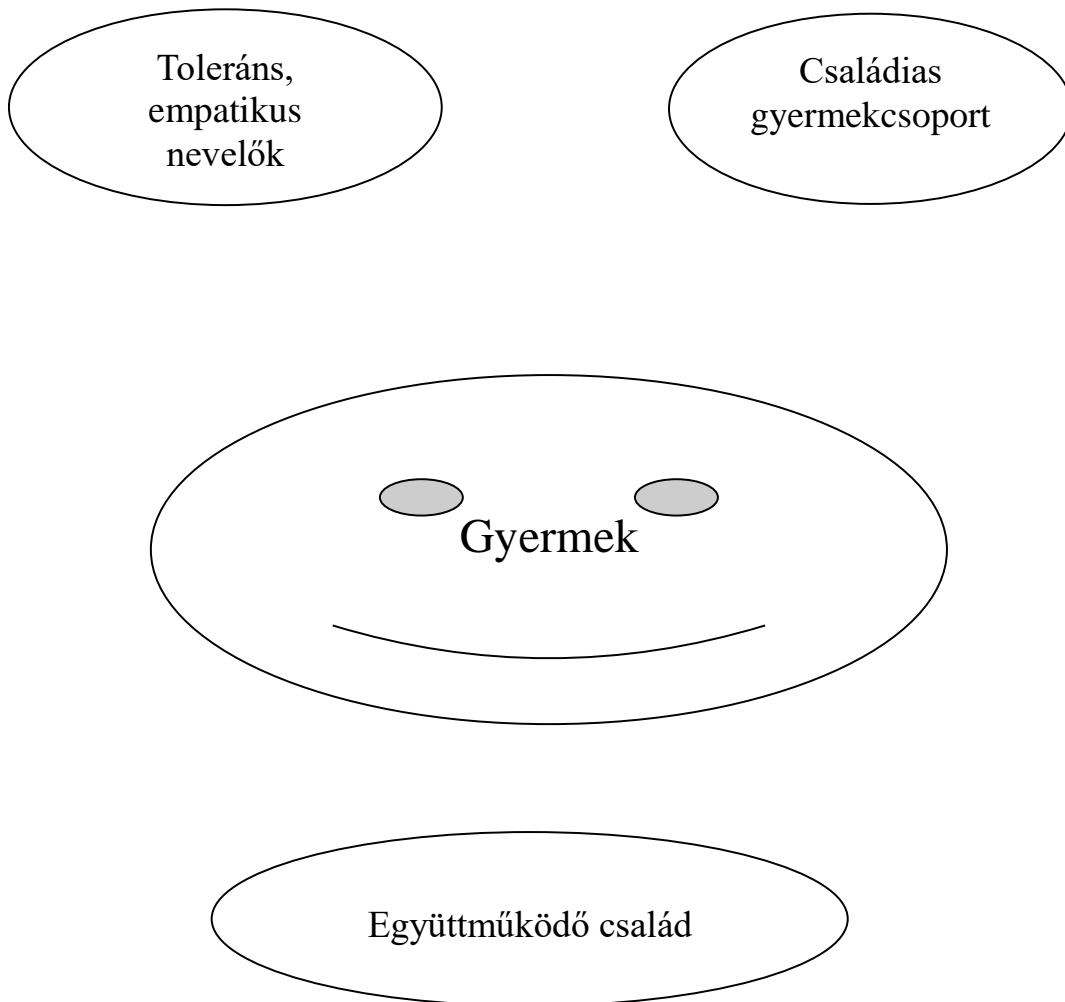 Toleráns,
empatikus
nevelők
Családias
gyermekcsoport
Gyermek
Együttműködő család